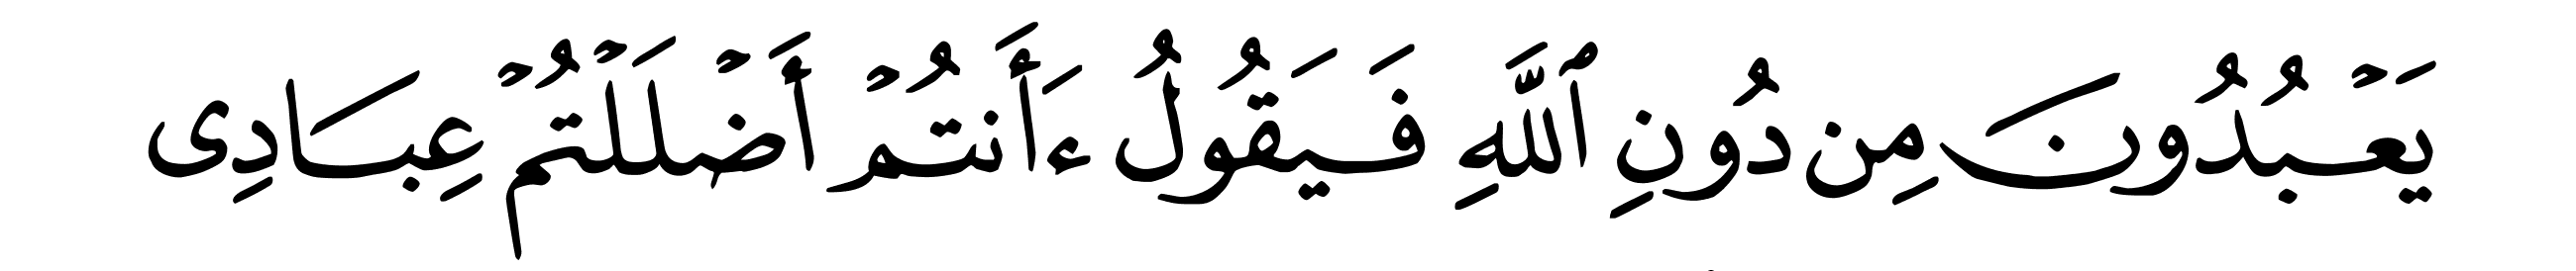 يَعْبُدُونَ مِن دُونِ ٱللَّهِ فَيَقُولُ ءَأَنتُمْ أَضْلَلْتُمْ عِبَادِى